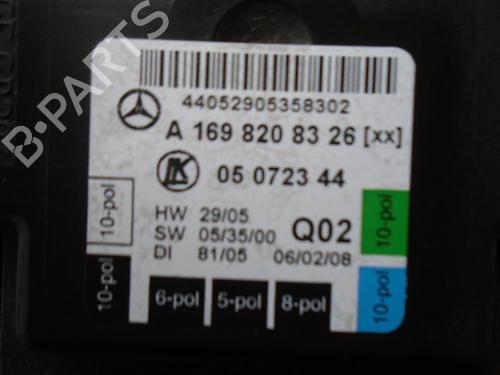 44052905358302
A 169 820 83 26 [xx]
05 0723 44
HW 29/05
SW 05/35/00
DI 81/05 06/02/08
Q02
10-pol
10-pol
10-pol
10-pol
6-pol 5-pol 8-pol
B-PARTS